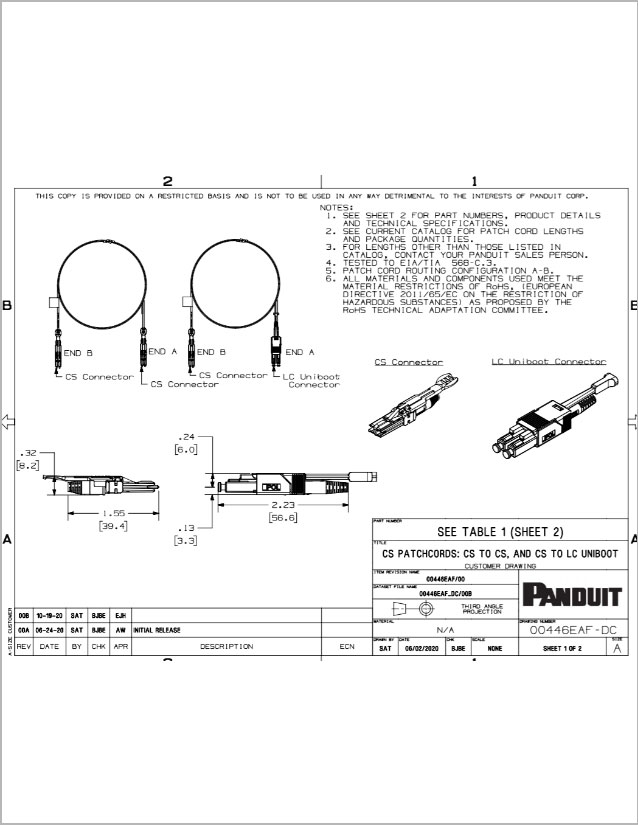 2
1
THIS COPY IS PROVIDED ON A RESTRICTED BASIS AND IS NOT TO BE USED IN ANY WAY DETRIMENTAL TO THE INTERESTS OF PANDUIT CORP.
NOTES:
1. SEE SHEET 2 FOR PART NUMBERS, PRODUCT DETAILS
AND TECHNICAL SPECIFICATIONS.
2. SEE CURRENT CATALOG FOR PATCH CORD LENGTHS
AND PACKAGE QUANTITIES.
3. FOR LENGTHS OTHER THAN THOSE LISTED IN
CATALOG, CONTACT YOUR PANDUIT SALES PERSON.
4. TESTED TO EIA/TIA 568-C.3.
5. PATCH CORD ROUTING CONFIGURATION A-B.
6. ALL MATERIALS AND COMPONENTS USED MEET THE
MATERIAL RESTRICTIONS OF RoHS, (EUROPEAN
DIRECTIVE 2011/65/EC ON THE RESTRICTION OF
HAZARDOUS SUBSTANCES) AS PROPOSED BY THE
RoHS TECHNICAL ADAPTATION COMMITTEE.
B
END B
END A
END B
END A
CS Connector
CS Connector
CS Connector
LC Uniboot
Connector
CS Connector
LC Uniboot Connector
.32
[8.2]
1.55
[39.4]
.24
[6.0]
.13
[3.3]
2.23
[56.6]
A
A
PART NUMBER
SEE TABLE 1 (SHEET 2)
TITLE
CS PATCHCORDS: CS TO CS, AND CS TO LC UNIBOOT
CUSTOMER DRAWING
ITEM REVISION NAME
00446EAF/00
DATASET FILE NAME
00446EAF_DC/00B
THIRD ANGLE
PROJECTION
PANDUIT
MATERIAL
N/A
DRAWING NUMBER
00446EAF-DC
DRAWN BY DATE CHK SCALE
SAT 06/02/2020 BJBE NONE SHEET 1 OF 2
SIZE
A
A-SIZE CUSTOMER
00B 10-19-20 SAT BJBE EJH
00A 06-24-20 SAT BJBE AW INITIAL RELEASE
REV DATE BY CHK APR DESCRIPTION ECN